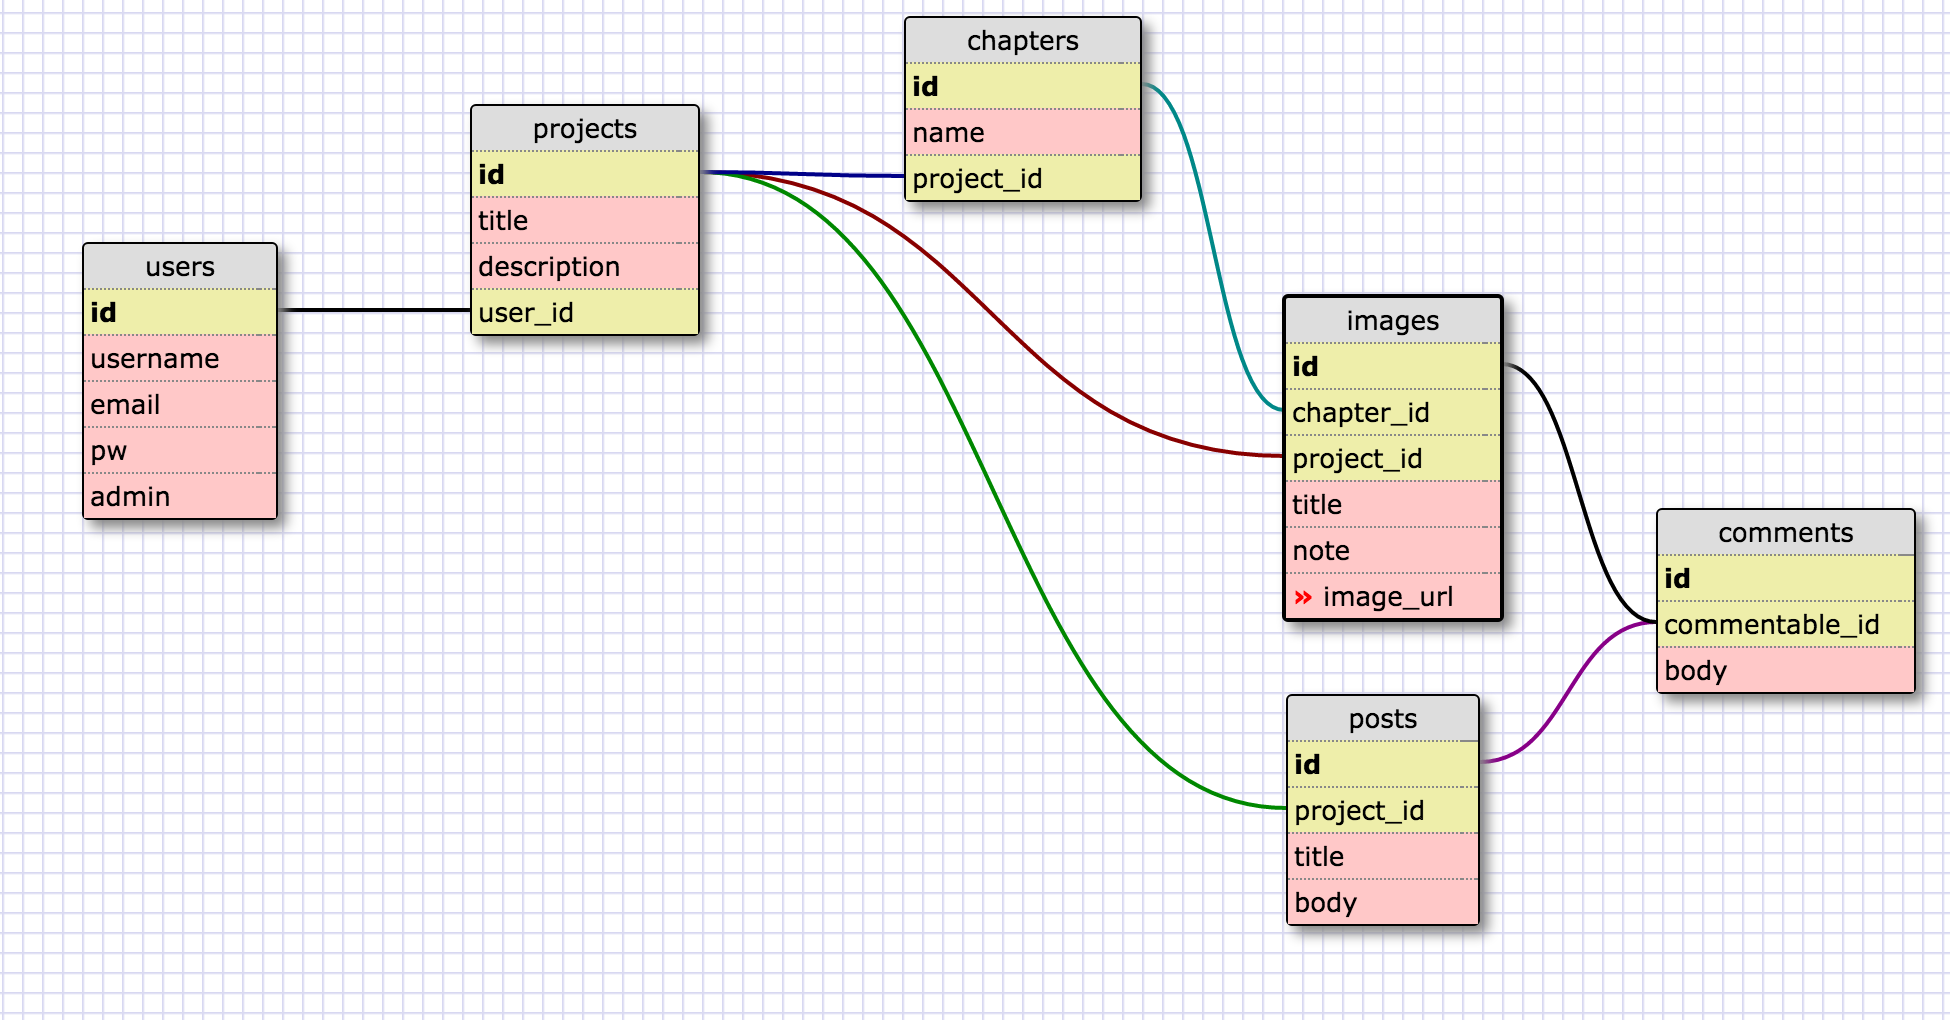 users
id
username
email
pw
admin
projects
id
title
description
user_id
chapters
id
name
project_id
images
id
chapter_id
project_id
title
note
» image_url
posts
id
project_id
title
body
comments
id
commentable_id
body